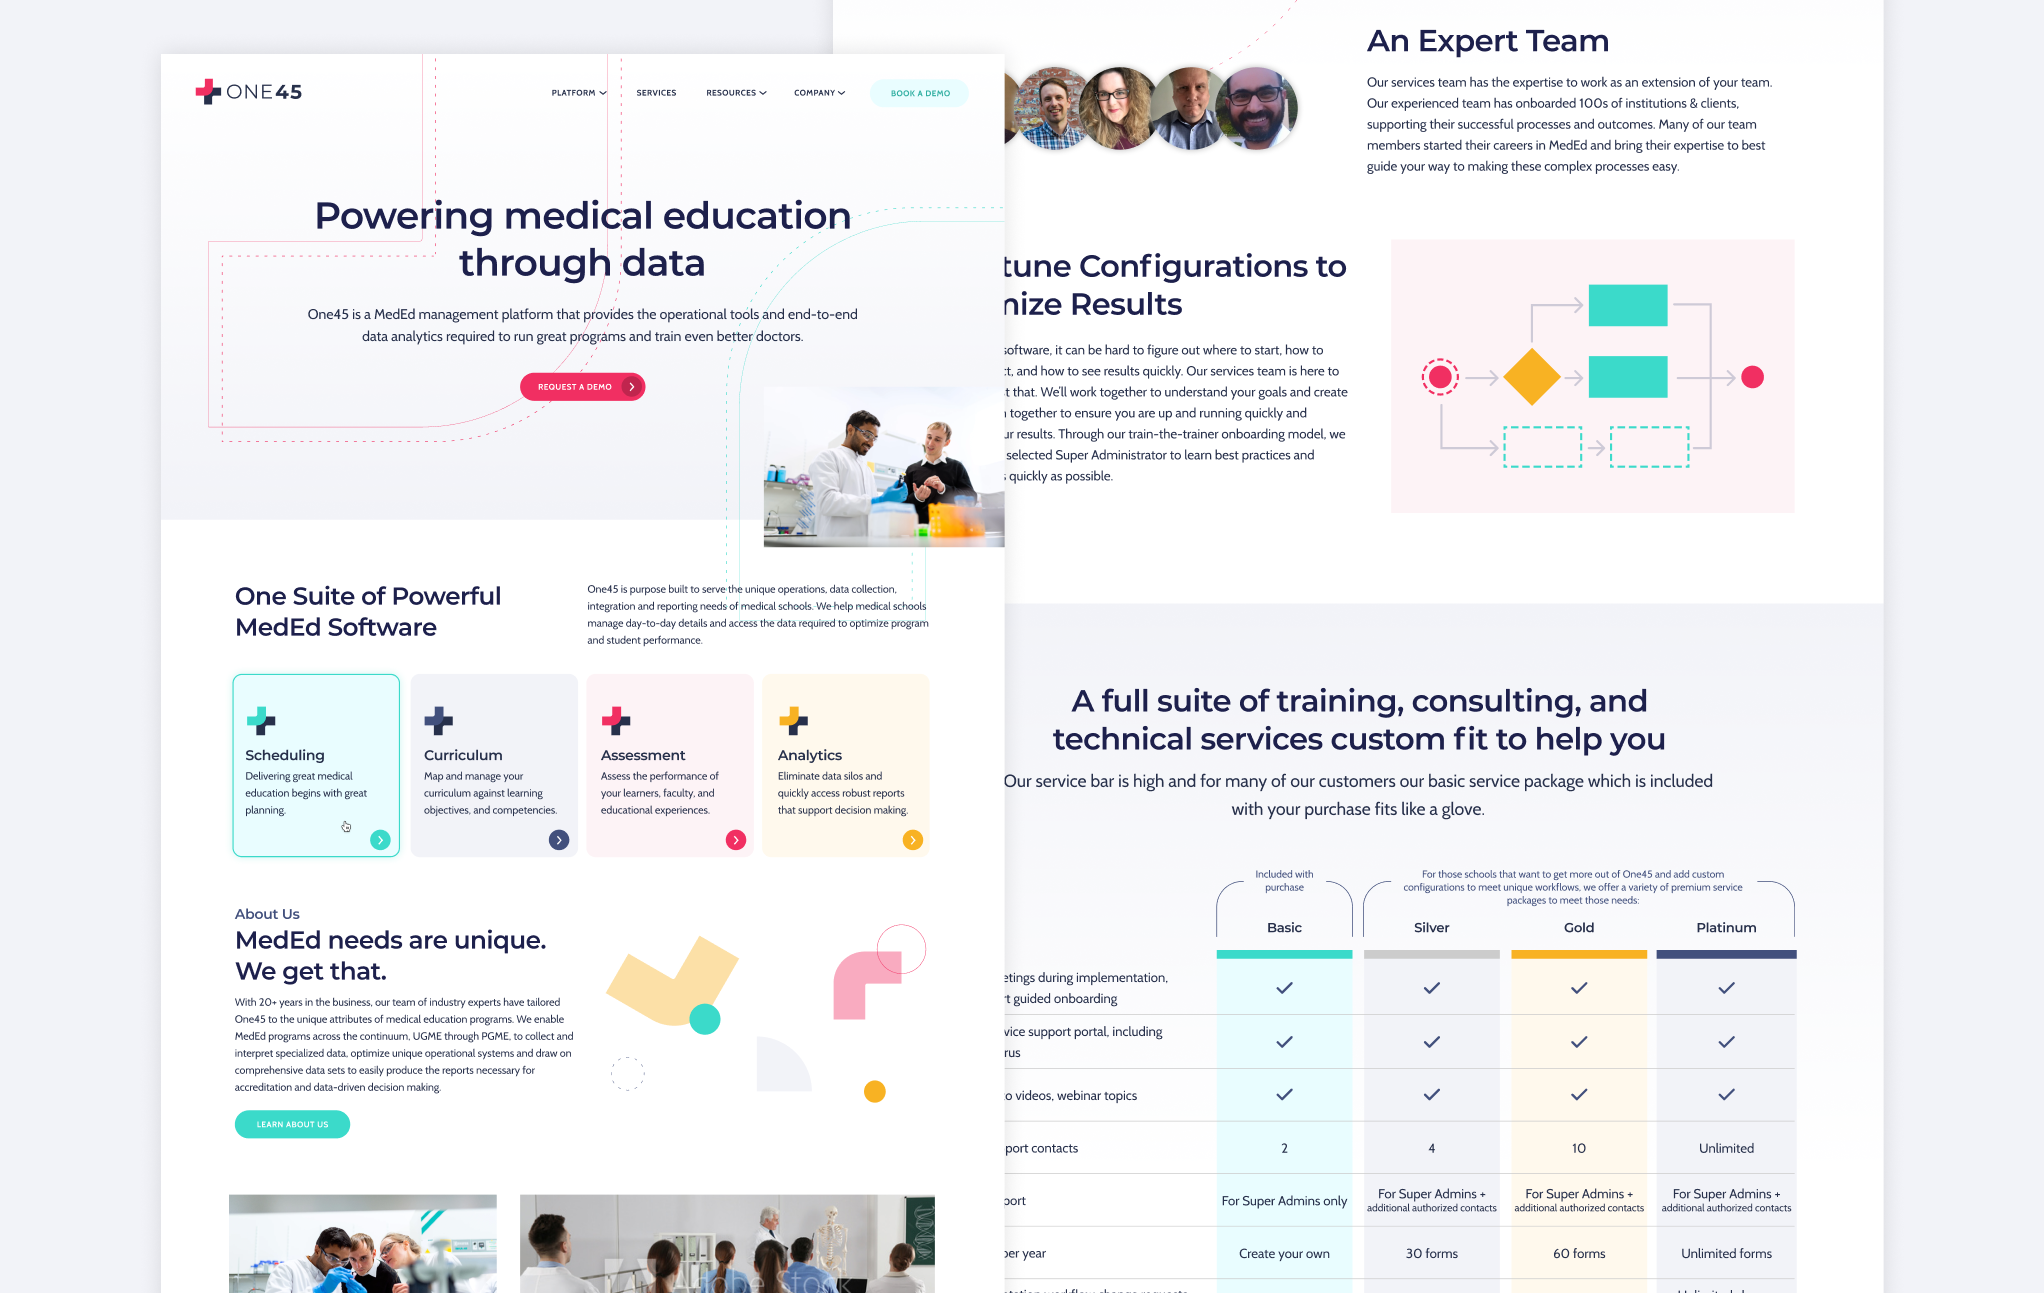 ONE45
PLATFORM
SERVICES
RESOURCES
COMPANY
BOOK A DEMO
Powering medical education
through data
One45 is a MedEd management platform that provides the operational tools and end-to-end
data analytics required to run great programs and train even better doctors.
REQUEST A DEMO
One Suite of Powerful
MedEd Software
One45 is purpose built to serve the unique operations, data collection,
integration and reporting needs of medical schools. We help medical schools
manage day-to-day details and access the data required to optimize program
and student performance.
Scheduling
Delivering great medical
education begins with great
planning.
Curriculum
Map and manage your
curriculum against learning
objectives, and competencies.
Assessment
Assess the performance of
your learners, faculty, and
educational experiences.
Analytics
Eliminate data silos and
quickly access robust reports
that support decision making.
About Us
MedEd needs are unique.
We get that.
With 20+ years in the business, our team of industry experts have tailored
One45 to the unique attributes of medical education programs. We enable
MedEd programs across the continuum, UGME through PGME, to collect and
interpret specialized data, optimize unique operational systems and draw on
comprehensive data sets to easily produce the reports necessary for
accreditation and data-driven decision making.
LEARN ABOUT US
Adobe Stock
An Expert Team
Our services team has the expertise to work as an extension of your team.
Our experienced team has onboarded 100s of institutions & clients,
supporting their successful processes and outcomes. Many of our team
members started their careers in MedEd and bring their expertise to best
guide your way to making these complex processes easy.
tune Configurations to
mize Results
software, it can be hard to figure out where to start, how to
t, and how to see results quickly. Our services team is here to
t that. We'll work together to understand your goals and create
together to ensure you are up and running quickly and
ur results. Through our train-the-trainer onboarding model, we
selected Super Administrator to learn best practices and
s quickly as possible.
A full suite of training, consulting, and
technical services custom fit to help you
Our service bar is high and for many of our customers our basic service package which is included
with your purchase fits like a glove.
Included with
purchase
For those schools that want to get more out of One45 and add custom
configurations to meet unique workflows, we offer a variety of premium service
packages to meet those needs:
Basic
Silver
Gold
Platinum
etings during implementation,
rt guided onboarding
vice support portal, including
rus
o videos, webinar topics
port contacts
2
4
10
Unlimited
port
For Super Admins only
For Super Admins +
additional authorized contacts
For Super Admins +
additional authorized contacts
For Super Admins +
additional authorized contacts
per year
Create your own
30 forms
60 forms
Unlimited forms